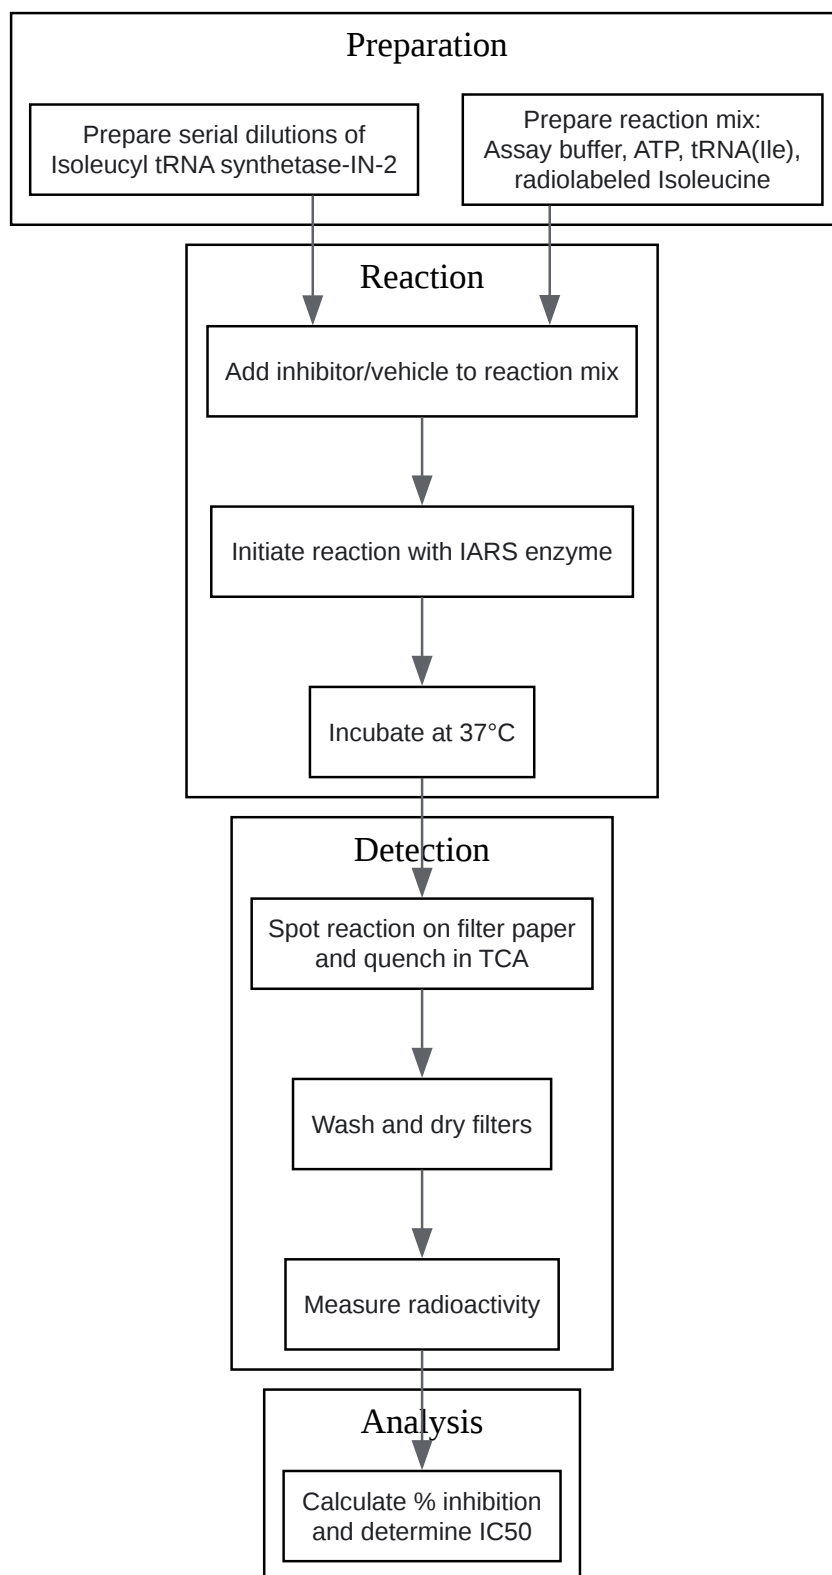 Preparation
Prepare serial dilutions of
Isoleucyl tRNA synthetase-IN-2
Prepare reaction mix:
Assay buffer, ATP, tRNA(Ile),
radiolabeled Isoleucine
Reaction
Add inhibitor/vehicle to reaction mix
Initiate reaction with IARS enzyme
Incubate at 37°C
Detection
Spot reaction on filter paper
and quench in TCA
Wash and dry filters
Measure radioactivity
Analysis
Calculate % inhibition
and determine IC50